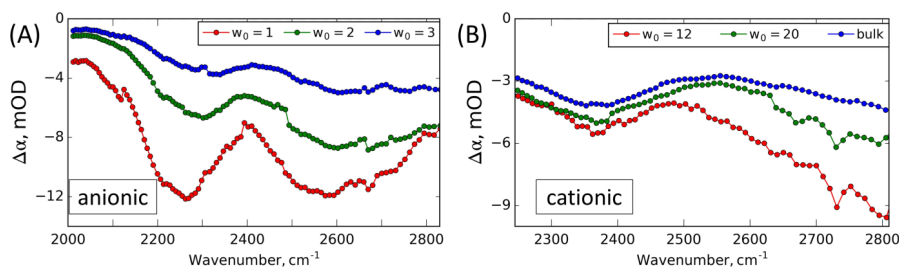 (A)
w₀ = 1 w₀ = 2 w₀ = 3
Δα, mOD
0
−4
−8
−12
anionic
2000 2200 2400 2600 2800
Wavenumber, cm⁻¹
(B)
w₀ = 12 w₀ = 20 bulk
Δα, mOD
0
−3
−6
−9
cationic
2300 2400 2500 2600 2700 2800
Wavenumber, cm⁻¹